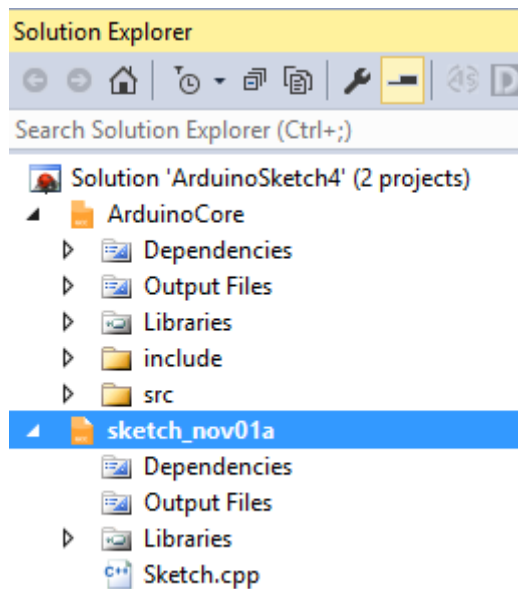 Solution Explorer
Search Solution Explorer (Ctrl+;)
Solution 'ArduinoSketch4' (2 projects)
ArduinoCore
Dependencies
Output Files
Libraries
include
src
sketch_nov01a
Dependencies
Output Files
Libraries
Sketch.cpp